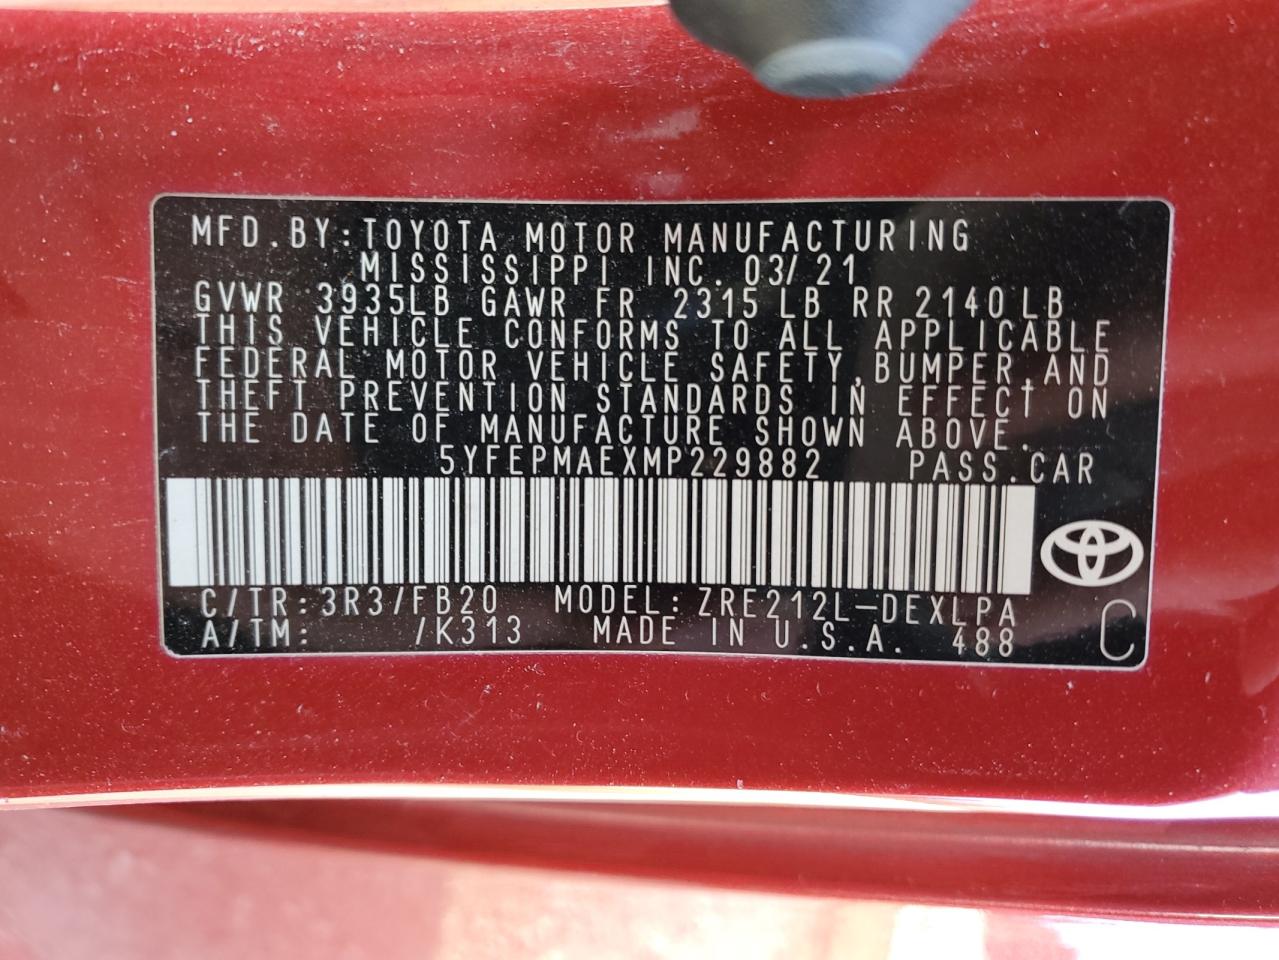 MFD.BY:TOYOTA MOTOR MANUFACTURING
MISSISSIPPI INC. 03/21
GVWR 3935LB GAWR FR 2315 LB RR 2140 LB
THIS VEHICLE CONFORMS TO ALL APPLICABLE
FEDERAL MOTOR VEHICLE SAFETY,BUMPER,AND
THEFT PREVENTION STANDARDS IN EFFECT ON
THE DATE OF MANUFACTURE SHOWN ABOVE.
5YFEPMAEXMP229882 PASS.CAR
C/TR:3R3/FB20 MODEL:ZRE212L-DEXLPA
A/TM: /K313 MADE IN U.S.A. 488
C